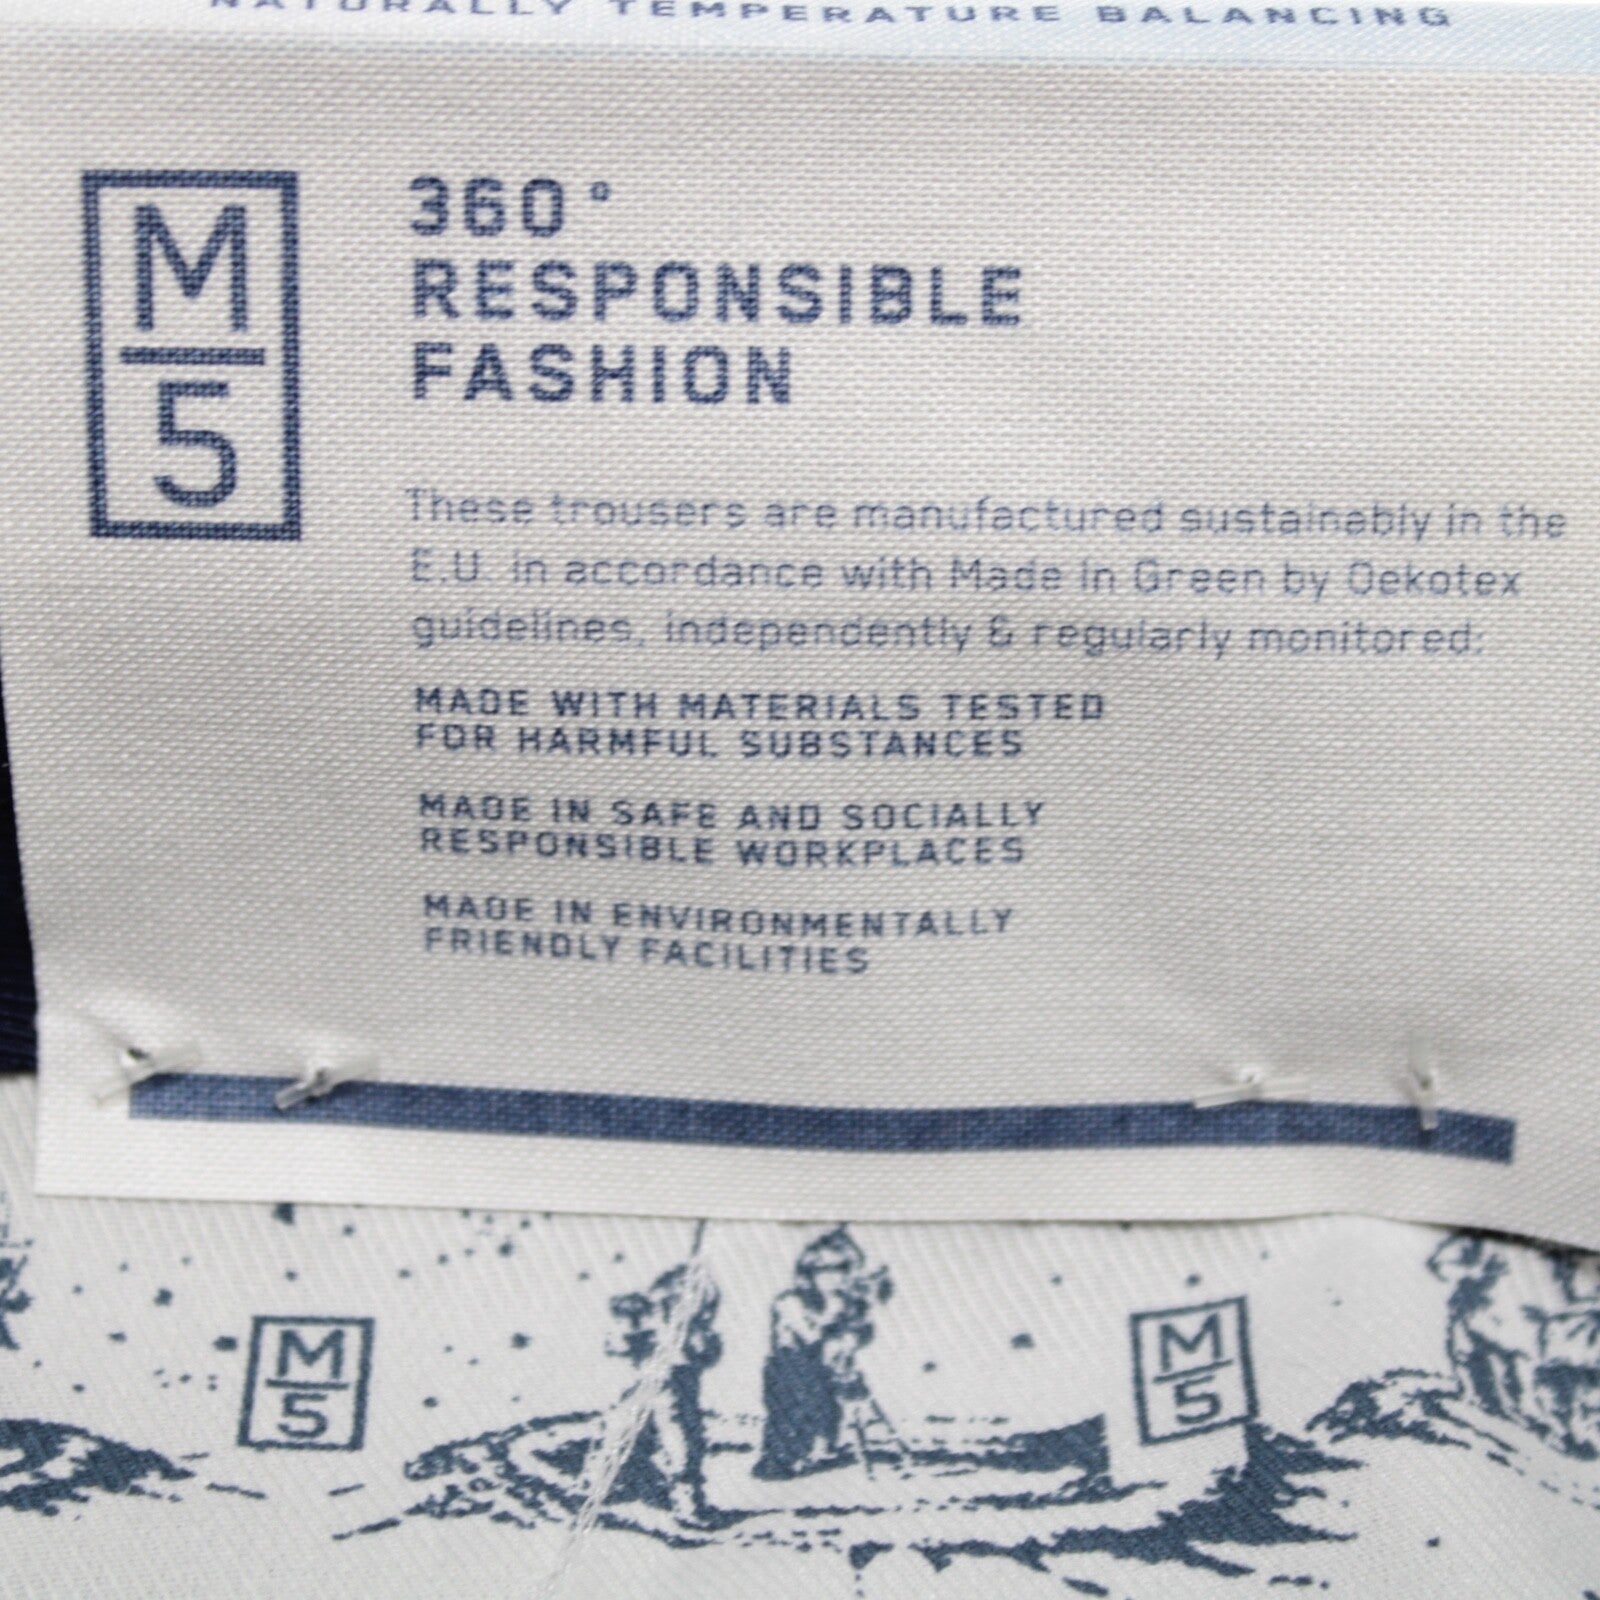 NATURALLY TEMPERATURE BALANCING
M
5
360°
RESPONSIBLE
FASHION
These trousers are manufactured sustainably in the
E.U. in accordance with Made In Green by Oekotex
guidelines, independently & regularly monitored:
MADE WITH MATERIALS TESTED
FOR HARMFUL SUBSTANCES
MADE IN SAFE AND SOCIALLY
RESPONSIBLE WORKPLACES
MADE IN ENVIRONMENTALLY
FRIENDLY FACILITIES
M
5
M
5